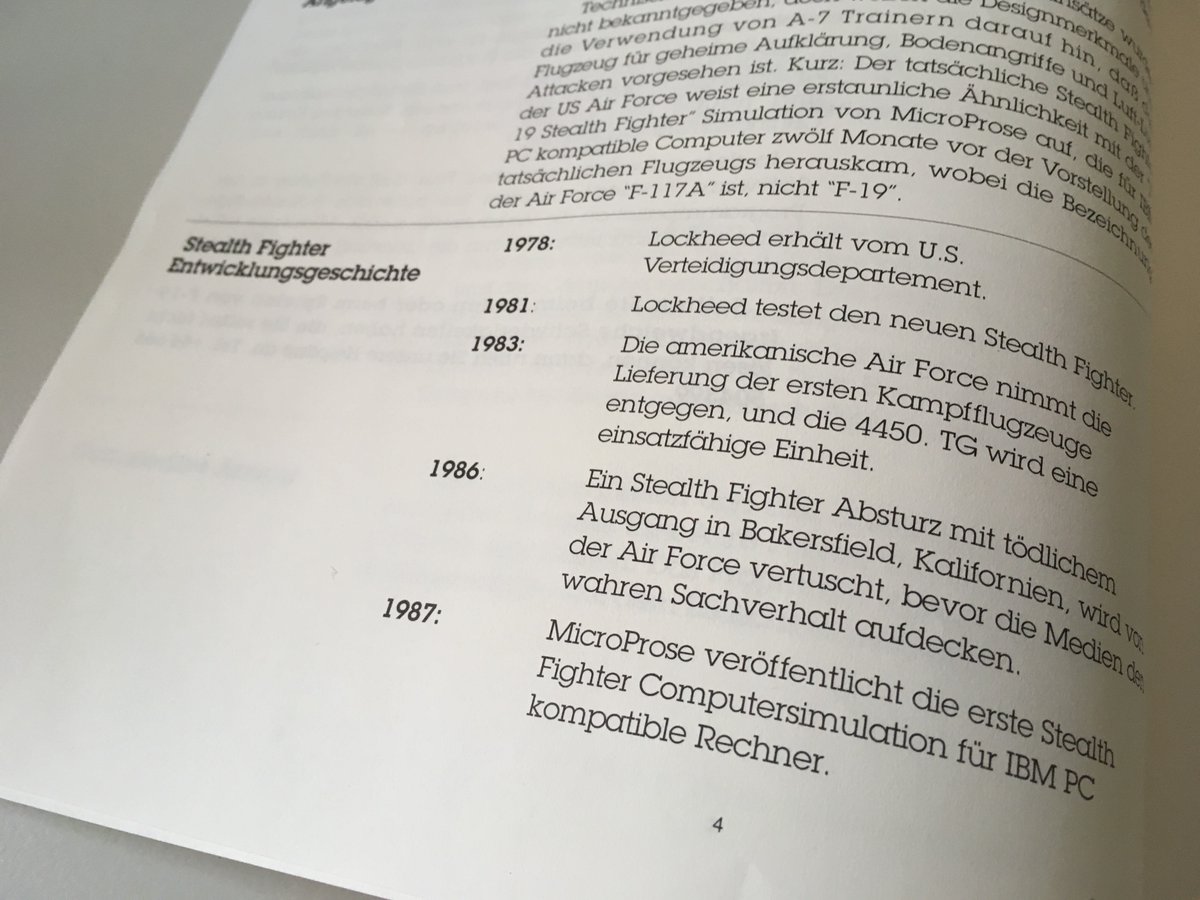 nicht bekanntgegeben, die Designmerkmale
die Verwendung von A-7 Trainern darauf hin, daß
Flugzeug für geheime Aufklärung, Bodenangriffe und
Attacken vorgesehen ist. Kurz: Der tatsächliche Stealth
der US Air Force weist eine erstaunliche Ähnlichkeit mit der
19 Stealth Fighter" Simulation von MicroProse auf, die für
PC kompatible Computer zwölf Monate vor der Vorstellung
tatsächlichen Flugzeugs herauskam, wobei die Bezeichnung
der Air Force "F-117A" ist, nicht "F-19".
Stealth Fighter
Entwicklungsgeschichte
1978: Lockheed erhält vom U.S.
Verteidigungsdepartement.
1981: Lockheed testet den neuen Stealth Fighter.
1983: Die amerikanische Air Force nimmt die
Lieferung der ersten Kampfflugzeuge
entgegen, und die 4450. TG wird eine
einsatzfähige Einheit.
1986: Ein Stealth Fighter Absturz mit tödlichem
Ausgang in Bakersfield, Kalifornien, wird von
der Air Force vertuscht, bevor die Medien den
wahren Sachverhalt aufdecken.
1987: MicroProse veröffentlicht die erste Stealth
Fighter Computersimulation für IBM PC
kompatible Rechner.
4